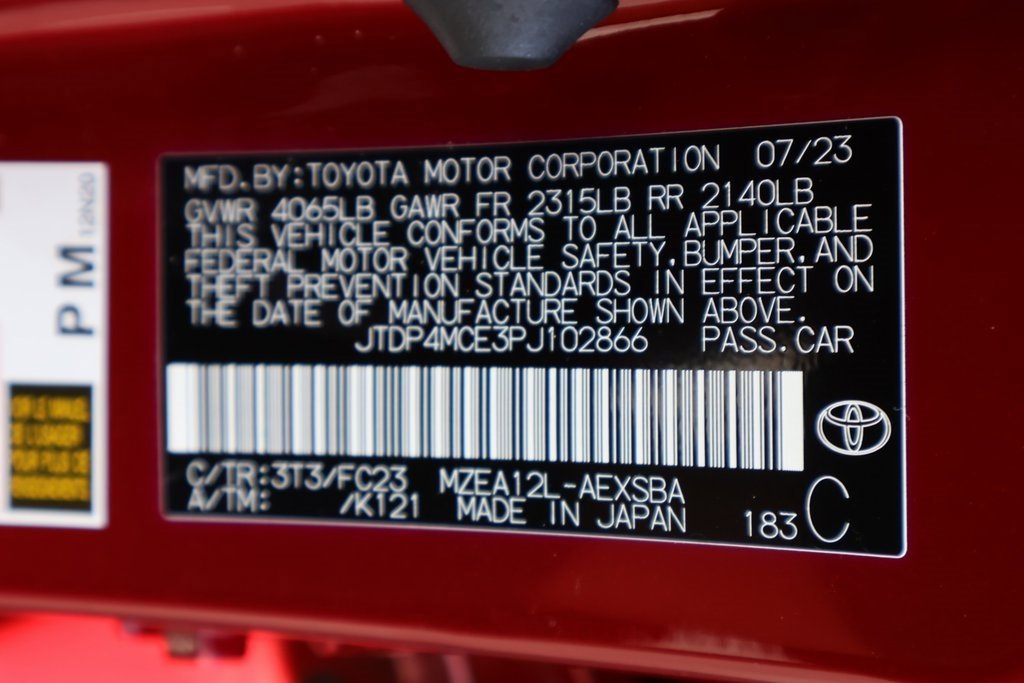 MFD.BY:TOYOTA MOTOR CORPORATION 07/23
GVWR 4065LB GAWR FR 2315LB RR 2140LB
THIS VEHICLE CONFORMS TO ALL APPLICABLE
FEDERAL MOTOR VEHICLE SAFETY,BUMPER,AND
THEFT PREVENTION STANDARDS IN EFFECT ON
THE DATE OF MANUFACTURE SHOWN ABOVE.
JTDP4MCE3PJ102866 PASS.CAR
C/TR:3T3/FC23 MZEA12L-AEXSBA
A/TM: /K121 MADE IN JAPAN 183 C
PM
12N20